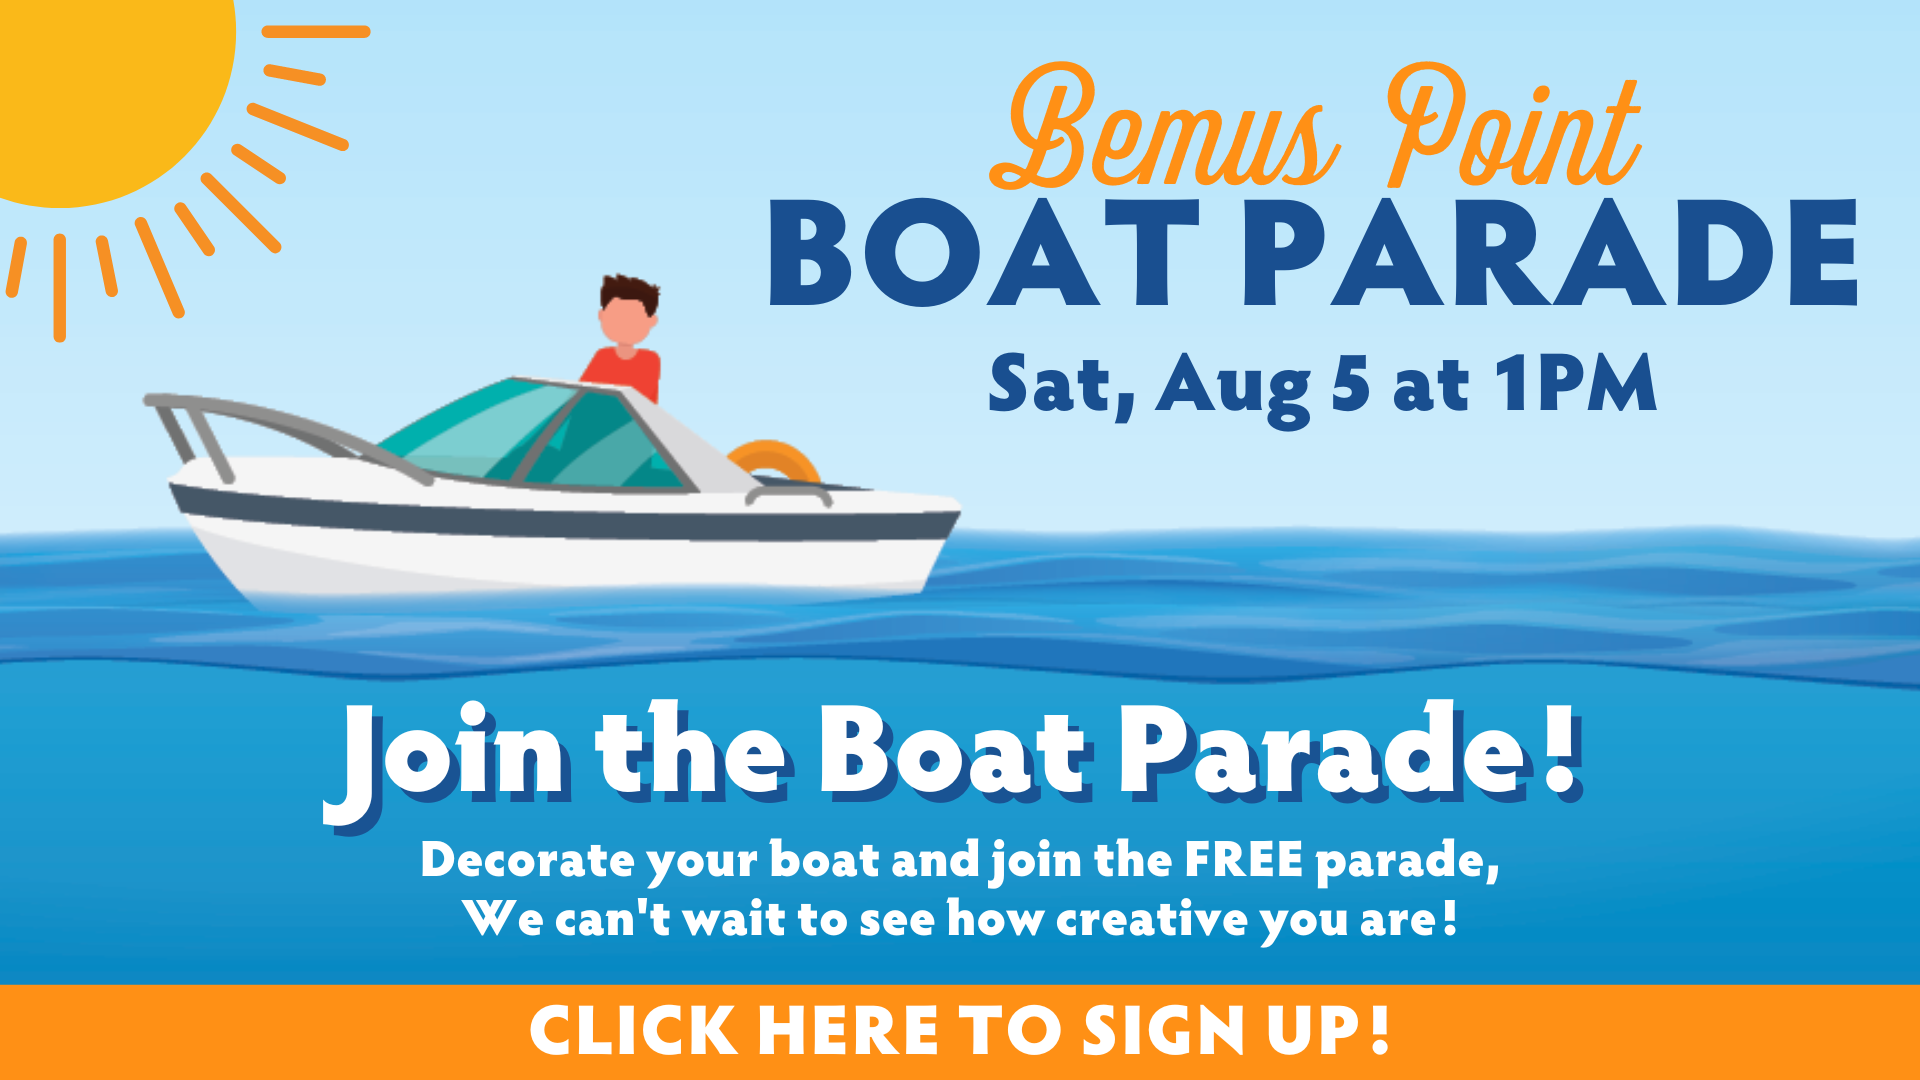 Bemus Point
BOAT PARADE
Sat, Aug 5 at 1PM
Join the Boat Parade!
Decorate your boat and join the FREE parade,
We can't wait to see how creative you are!
CLICK HERE TO SIGN UP!